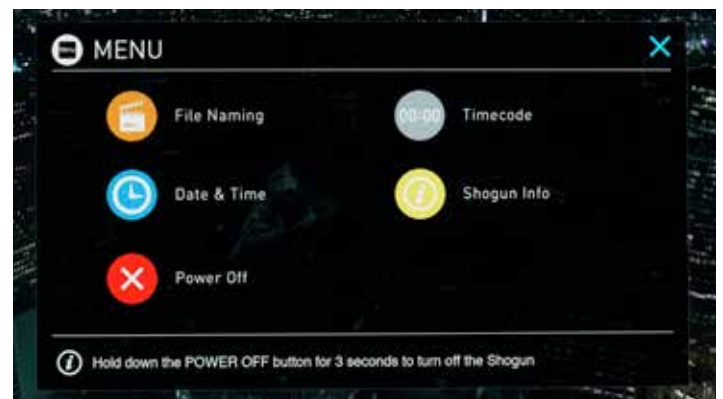 MENU
File Naming
00:00 Timecode
Date & Time
Shogun Info
Power Off
Hold down the POWER OFF button for 3 seconds to turn off the Shogun